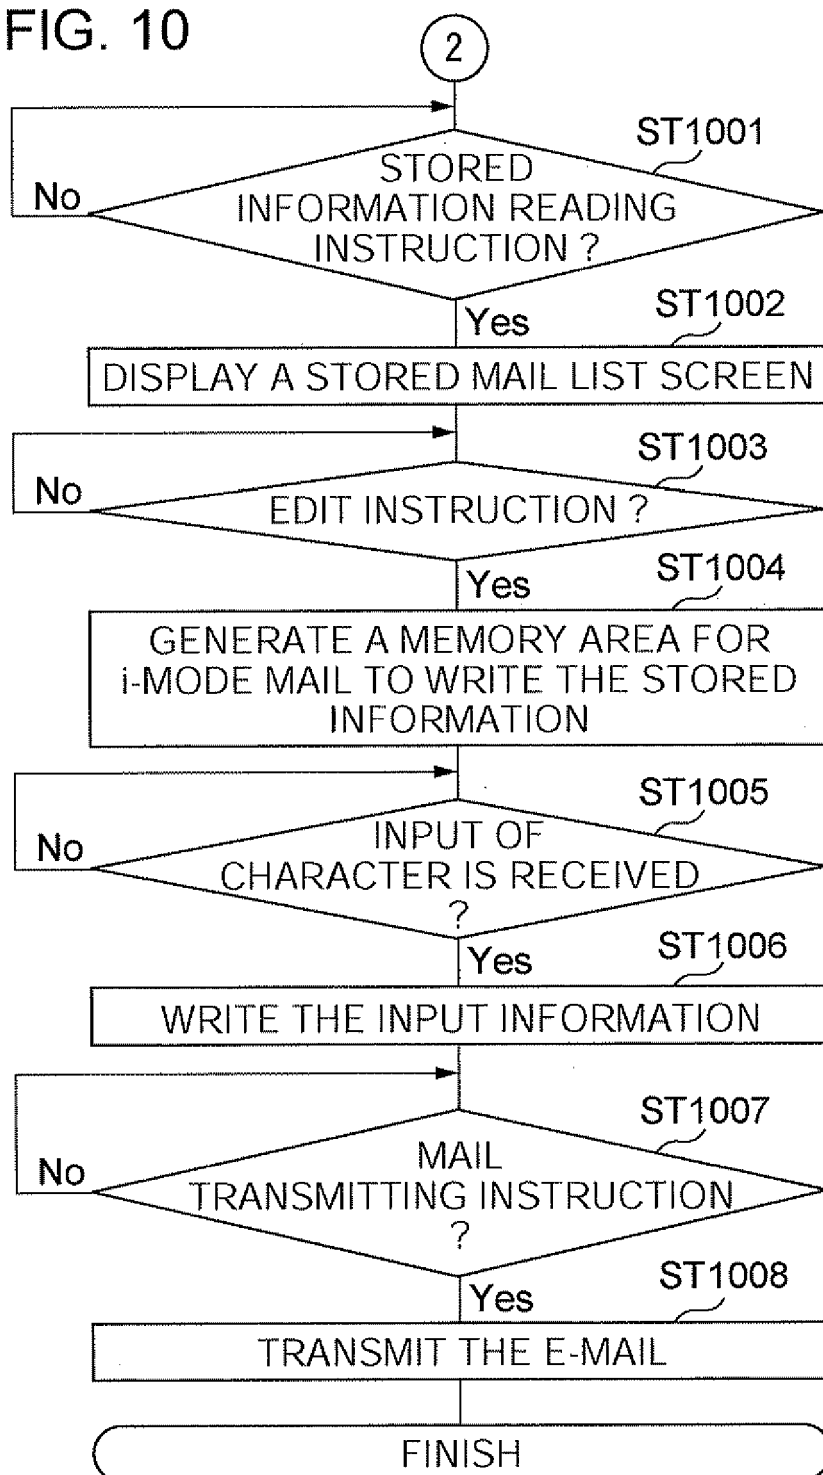 FIG. 10
2
ST1001
STORED
INFORMATION READING
INSTRUCTION ?
No
Yes
ST1002
DISPLAY A STORED MAIL LIST SCREEN
ST1003
EDIT INSTRUCTION ?
No
Yes
ST1004
GENERATE A MEMORY AREA FOR
i-MODE MAIL TO WRITE THE STORED
INFORMATION
ST1005
INPUT OF
CHARACTER IS RECEIVED
?
No
Yes
ST1006
WRITE THE INPUT INFORMATION
ST1007
MAIL
TRANSMITTING INSTRUCTION
?
No
Yes
ST1008
TRANSMIT THE E-MAIL
FINISH